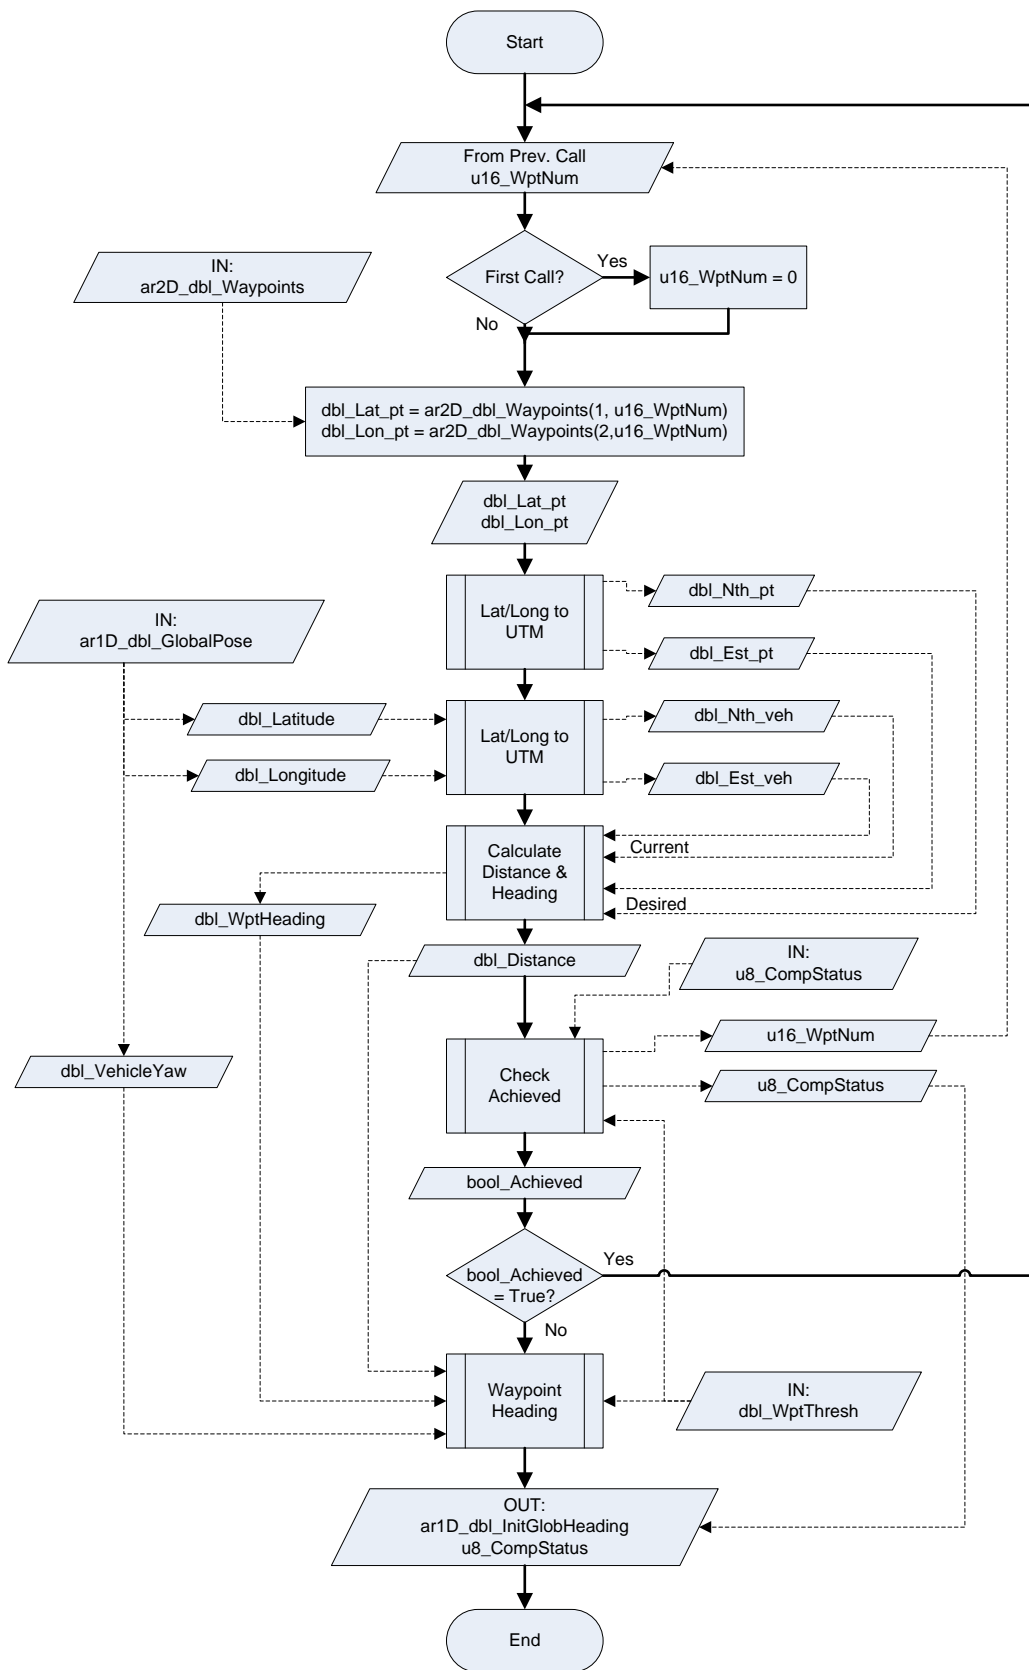 Start
From Prev. Call
u16_WptNum
First Call?
Yes
u16_WptNum = 0
No
IN:
ar2D_dbl_Waypoints
dbl_Lat_pt = ar2D_dbl_Waypoints(1, u16_WptNum)
dbl_Lon_pt = ar2D_dbl_Waypoints(2,u16_WptNum)
dbl_Lat_pt
dbl_Lon_pt
Lat/Long to
UTM
dbl_Nth_pt
dbl_Est_pt
IN:
ar1D_dbl_GlobalPose
dbl_Latitude
dbl_Longitude
Lat/Long to
UTM
dbl_Nth_veh
dbl_Est_veh
Calculate
Distance &
Heading
Current
Desired
dbl_WptHeading
dbl_Distance
IN:
u8_CompStatus
Check
Achieved
u16_WptNum
u8_CompStatus
dbl_VehicleYaw
bool_Achieved
bool_Achieved
= True?
Yes
No
Waypoint
Heading
IN:
dbl_WptThresh
OUT:
ar1D_dbl_InitGlobHeading
u8_CompStatus
End